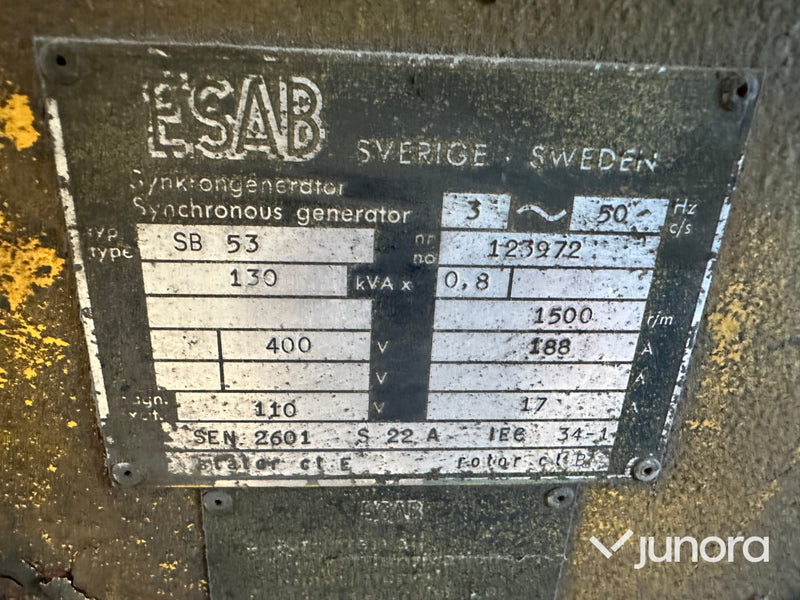 ESAB SVERIGE · SWEDEN
Synkrongenerator
Synchronous generator 3 ~ 50 Hz c/s
typ type SB 53 nr no 123972
130 kVA x 0,8
1500 r/m
400 V 188 A
V A
110 V 17 A
SEN 2601 S 22 A IEC 34-1
stator cl E rotor cl B
ESAB
junora